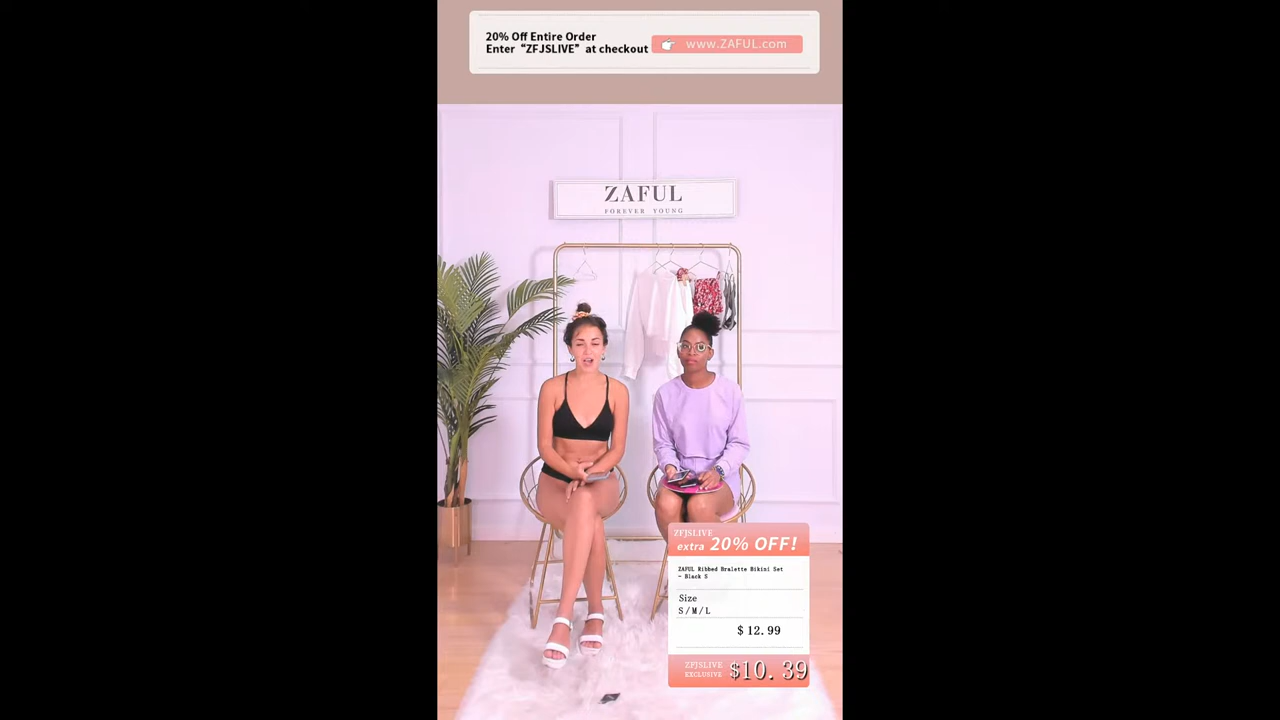 20% Off Entire Order
Enter “ZFJSLIVE” at checkout
www.ZAFUL.com
ZAFUL
FOREVER YOUNG
ZFJSLIVE
extra 20% OFF!
ZAFUL Ribbed Bralette Bikini Set
- Black S
Size
S/M/L
$12.99
ZFJSLIVE
EXCLUSIVE
$10.39